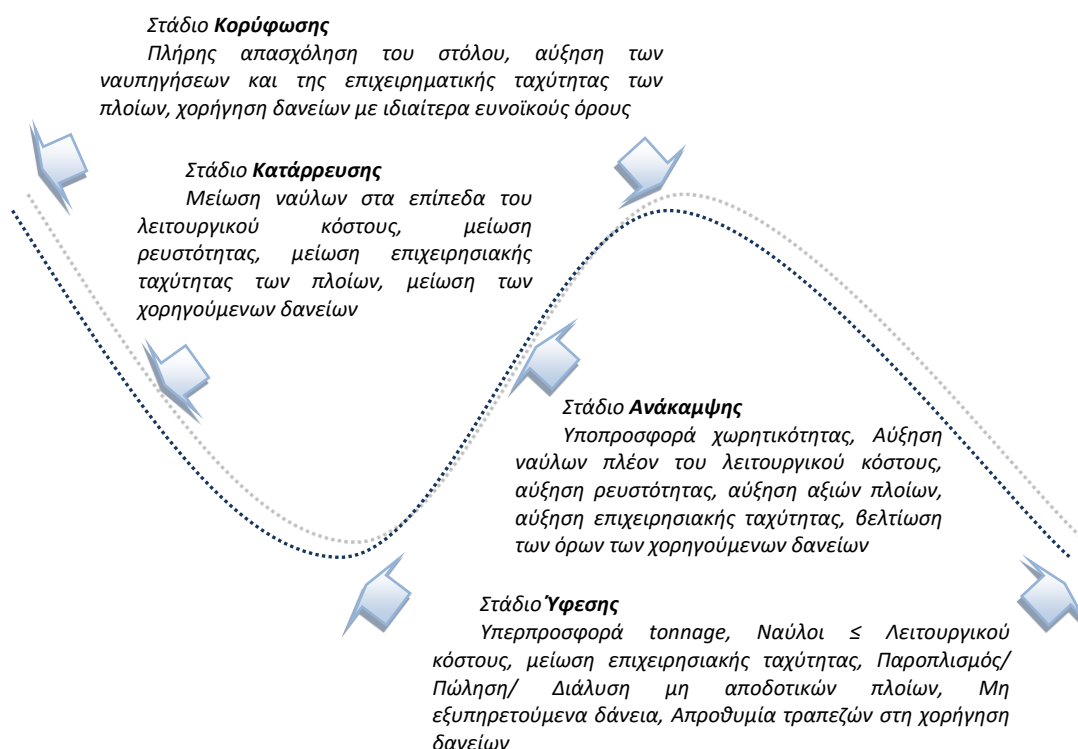 Στάδιο Κορύφωσης
Πλήρης απασχόληση του στόλου, αύξηση των
ναυπηγήσεων και της επιχειρηματικής ταχύτητας των
πλοίων, χορήγηση δανείων με ιδιαίτερα ευνοϊκούς όρους
Στάδιο Κατάρρευσης
Μείωση ναύλων στα επίπεδα του
λειτουργικού κόστους, μείωση
ρευστότητας, μείωση επιχειρησιακής
ταχύτητας των πλοίων, μείωση των
χορηγούμενων δανείων
Στάδιο Ανάκαμψης
Υποπροσφορά χωρητικότητας, Αύξηση
ναύλων πλέον του λειτουργικού κόστους,
αύξηση ρευστότητας, αύξηση αξιών πλοίων,
αύξηση επιχειρησιακής ταχύτητας, βελτίωση
των όρων των χορηγούμενων δανείων
Στάδιο Ύφεσης
Υπερπροσφορά tonnage, Ναύλοι ≤ Λειτουργικού
κόστους, μείωση επιχειρησιακής ταχύτητας, Παροπλισμός/
Πώληση/ Διάλυση μη αποδοτικών πλοίων, Μη
εξυπηρετούμενα δάνεια, Απροθυμία τραπεζών στη χορήγηση
δανείων